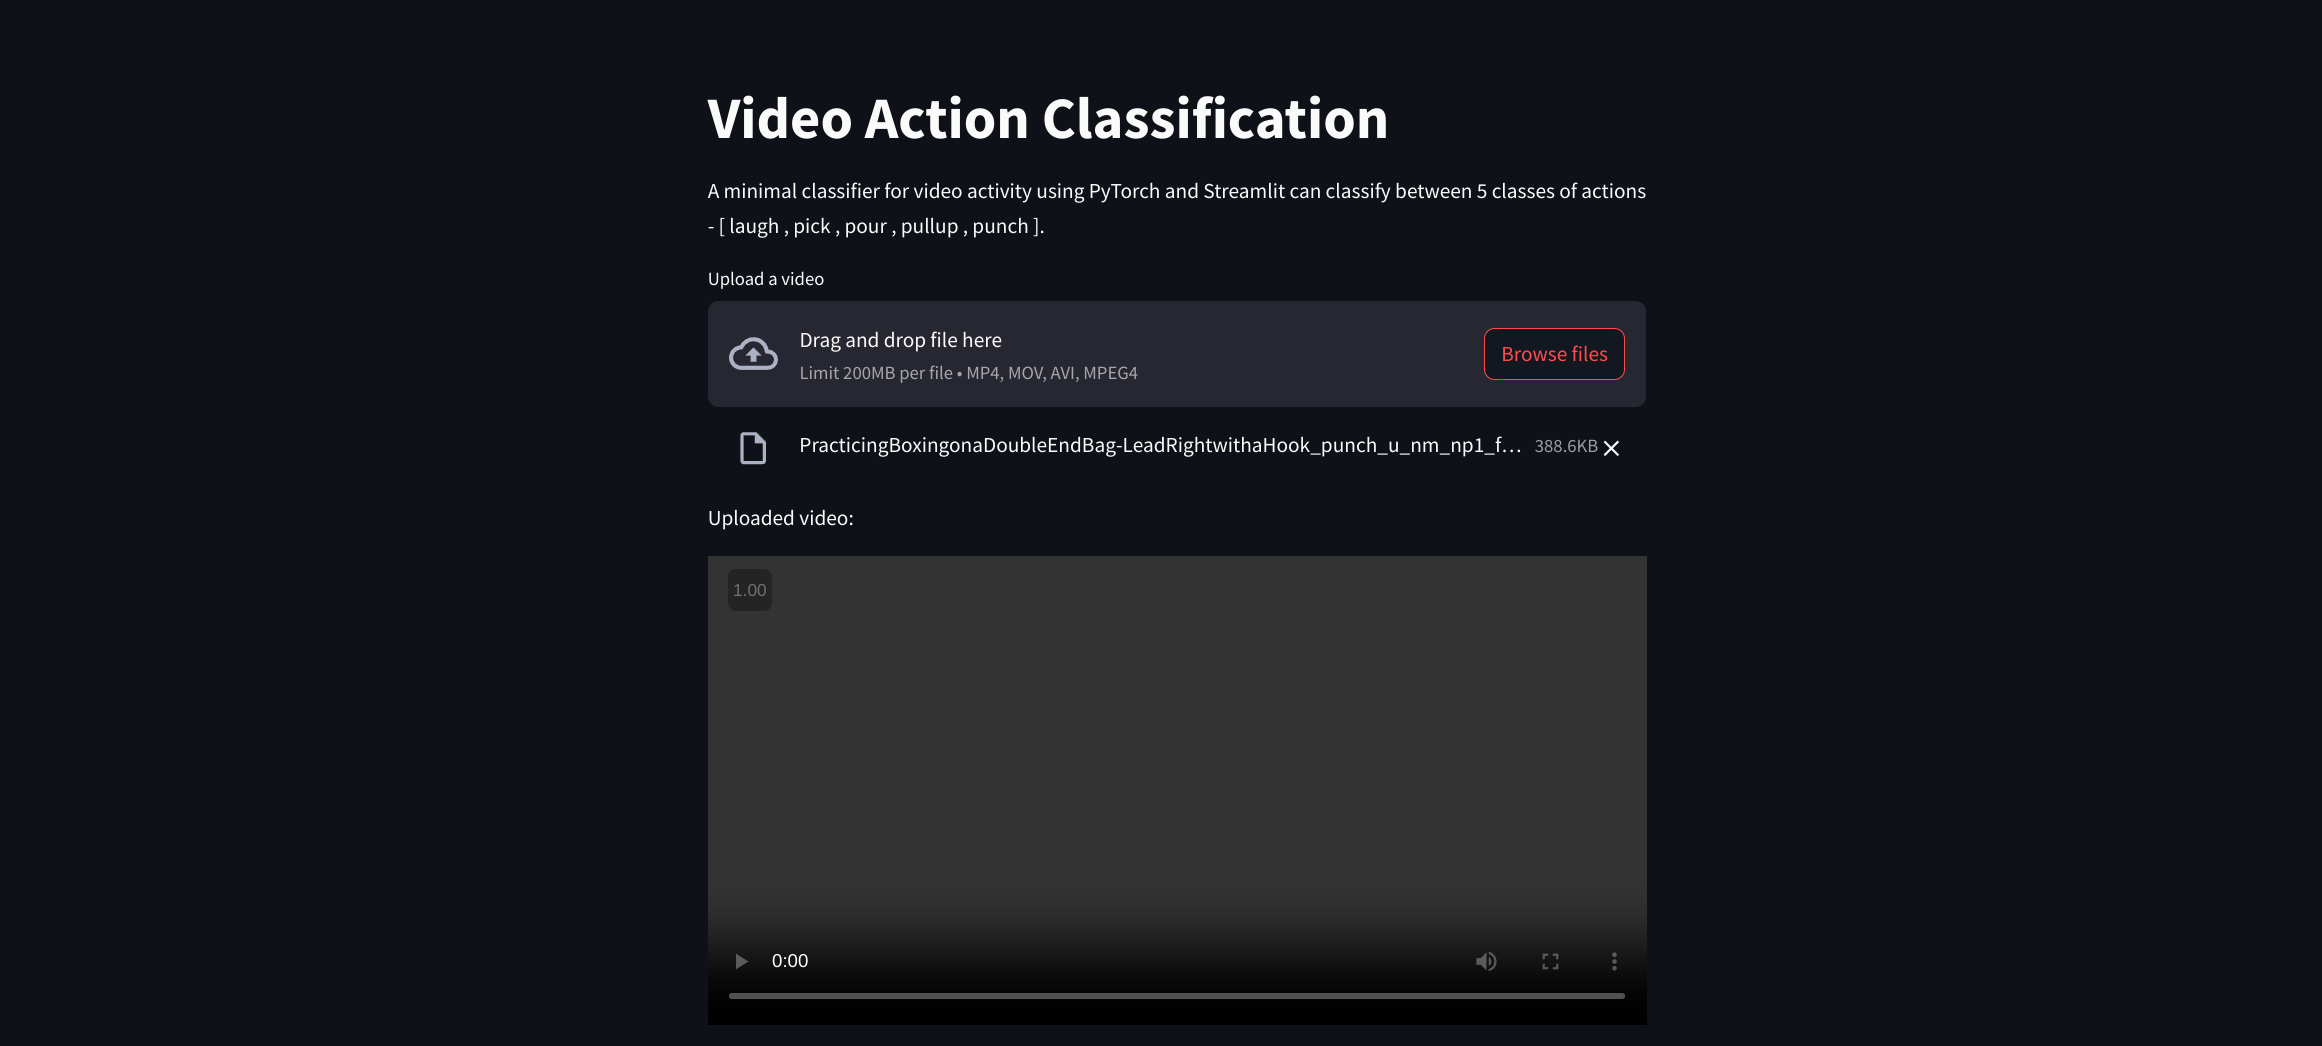 Video Action Classification
A minimal classifier for video activity using PyTorch and Streamlit can classify between 5 classes of actions
- [ laugh , pick , pour , pullup , punch ].
Upload a video
Drag and drop file here
Limit 200MB per file • MP4, MOV, AVI, MPEG4
Browse files
PracticingBoxingonaDoubleEndBag-LeadRightwithaHook_punch_u_nm_np1_f... 388.6KB
Uploaded video:
1.00
0:00